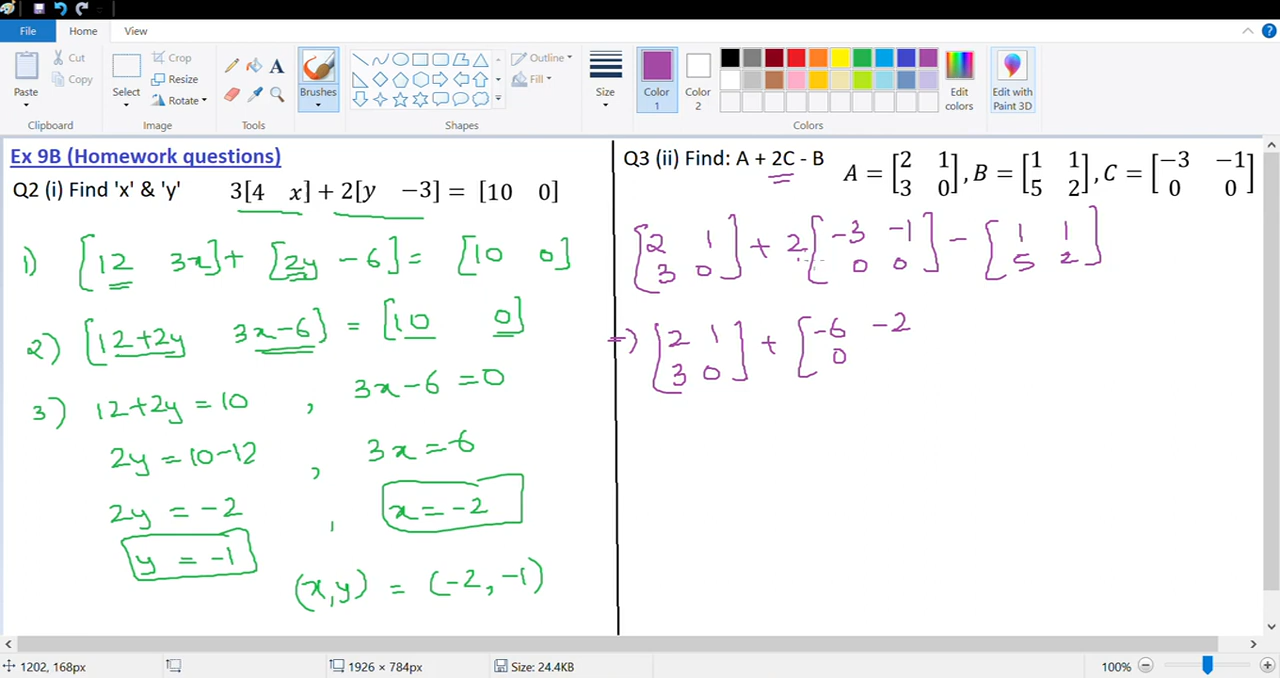 File Home View
Paste Cut Copy Select Crop Resize Rotate Brushes Outline Fill Size Color 1 Color 2 Edit colors Edit with Paint 3D
Clipboard Image Tools Shapes Colors
Ex 9B (Homework questions)
Q2 (i) Find 'x' & 'y' 3[4 x] + 2[y −3] = [10 0]
1) [12 3x] + [2y -6] = [10 0]
2) [12+2y 3x-6] = [10 0]
3) 12+2y = 10 , 3x-6 = 0
2y = 10-12 , 3x = -6
2y = -2 , x = -2
y = -1
(x,y) = (-2, -1)
Q3 (ii) Find: A + 2C - B A = [2 1
3 0], B = [1 1
5 2], C = [−3 −1
0 0]
[2 1
3 0] + 2[-3 -1
0 0] - [1 1
5 2]
=> [2 1
3 0] + [-6 -2
0
1202, 168px 1926 × 784px Size: 24.4KB 100%